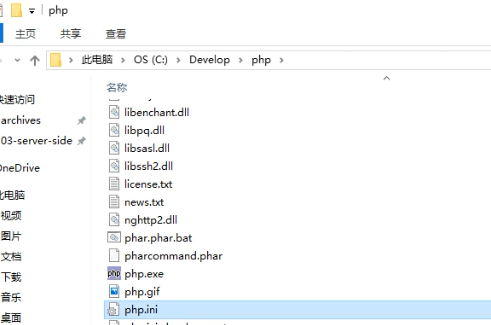 php
主页 共享 查看
此电脑 > OS (C:) > Develop > php >
名称
快速访问
archives
03-server-side
OneDrive
此电脑
视频
图片
文档
下载
音乐
桌面
libenchant.dll
libpq.dll
libsasl.dll
libssh2.dll
license.txt
news.txt
nghttp2.dll
phar.phar.bat
pharcommand.phar
php php.exe
php.gif
php.ini